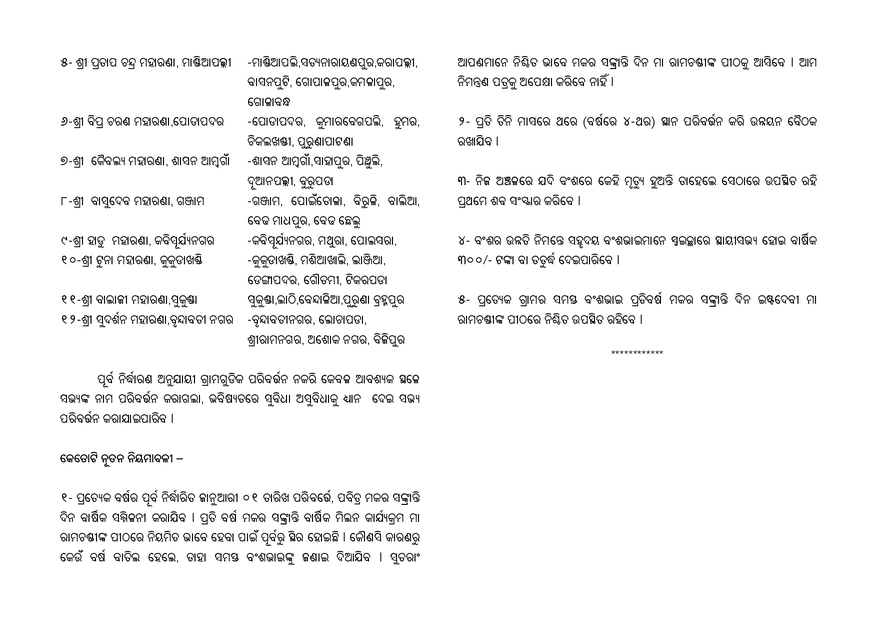 ୫- ଶ୍ରୀ ପ୍ରତାପ ଚନ୍ଦ୍ର ମହାରଣା, ମାଣ୍ଡିଆପଲ୍ଲୀ -ମାଣ୍ଡିଆପଲି,ସତ୍ୟନାରାୟଣପୁର,କରାପଲ୍ଲୀ,
ବାସନପୁଟି, ଗୋପାଳପୁର,କମଳାପୁର,
ଗୋଳାବନ୍ଧ
୬-ଶ୍ରୀ ବିପ୍ର ଚରଣ ମହାରଣା,ପୋଡାପଦର -ପୋଡାପଦର, କୁମାରବେଗପଲି, ହୁମର,
ଚିକଲଖଣ୍ଡୀ, ପୁରୁଣାପାଟଣା
୭-ଶ୍ରୀ କୈବଲ୍ୟ ମହାରଣା, ଶାସନ ଆମ୍ବଗାଁ -ଶାସନ ଆମ୍ବଗାଁ,ସାହାପୁର, ପିଞ୍ଚୁଲି,
ଦୂଆନପଲ୍ଲୀ, ବୁରୁପଡା
୮-ଶ୍ରୀ ବାସୁଦେବ ମହାରଣା, ଗଞ୍ଜାମ -ଗଞ୍ଜାମ, ପୋଇଁତୋଳା, ବିରୁଳି, ବାଲିଆ,
ବେଢ ମାଧପୁର, ବେଢ ଛେଲୁ
୯-ଶ୍ରୀ ହାଡୁ ମହାରଣା, କବିସୂର୍ଯ୍ୟନଗର -କବିସୂର୍ଯ୍ୟନଗର, ମଥୁରା, ପୋଲସରା,
୧୦-ଶ୍ରୀ ଟୁନା ମହାରଣା, କୁକୁଡାଖଣ୍ଡି -କୁକୁଡାଖଣ୍ଡି, ମଶିଆଖାଲି, ଲାଞ୍ଜିଆ,
ଡେଙ୍ଗାପଦର, ଗୌତମୀ, ଟିକରପଡା
୧୧-ଶ୍ରୀ ବାଲାଜୀ ମହାରଣା,ସୁକୁଣ୍ଡା ସୁକୁଣ୍ଡା,ଲାଠି,ବେନ୍ଦାଳିଆ,ପୁରୁଣା ବ୍ରହ୍ମପୁର
୧୨-ଶ୍ରୀ ସୁଦର୍ଶନ ମହାରଣା,ବୃନ୍ଦାବତୀ ନଗର -ବୃନ୍ଦାବତୀନଗର, ଲୋଚାପଡା,
ଶ୍ରୀରାମନଗର, ଅଶୋକ ନଗର, ବିଜିପୁର
ପୂର୍ବ ନିର୍ଦ୍ଧାରଣ ଅନୁଯାୟୀ ଗ୍ରାମଗୁଡିକ ପରିବର୍ତ୍ତନ ନକରି କେବଳ ଆବଶ୍ୟକ ସ୍ଥଳେ
ସଭ୍ୟଙ୍କ ନାମ ପରିବର୍ତ୍ତନ କରାଗଲା, ଭବିଷ୍ୟତରେ ସୁବିଧା ଅସୁବିଧାକୁ ଧ୍ୟାନ ଦେଇ ସଭ୍ୟ
ପରିବର୍ତ୍ତନ କରାଯାଇପାରିବ ।
କେତୋଟି ନୂତନ ନିୟମାବଳୀ –
୧- ପ୍ରତ୍ୟେକ ବର୍ଷର ପୂର୍ବ ନିର୍ଦ୍ଧାରିତ ଜାନୁଆରୀ ୦୧ ତାରିଖ ପରିବର୍ତ୍ତେ, ପବିତ୍ର ମକର ସଙ୍କ୍ରାନ୍ତି
ଦିନ ବାର୍ଷିକ ସମ୍ମିଳନୀ କରାଯିବ । ପ୍ରତି ବର୍ଷ ମକର ସଙ୍କ୍ରାନ୍ତି ବାର୍ଷିକ ମିଲନ କାର୍ଯ୍ୟକ୍ରମ ମା
ରାମଚଣ୍ଡୀଙ୍କ ପୀଠରେ ନିୟମିତ ଭାବେ ହେବା ପାଇଁ ପୂର୍ବରୁ ସ୍ଥିର ହୋଇଛି । କୌଣସି କାରଣରୁ
କେଉଁ ବର୍ଷ ବାତିଲ ହେଲେ, ତାହା ସମସ୍ତ ବଂଶଭାଇଙ୍କୁ ଜଣାଇ ଦିଆଯିବ । ସୁତରାଂ
ଆପଣମାନେ ନିଶ୍ଚିତ ଭାବେ ମକର ସଙ୍କ୍ରାନ୍ତି ଦିନ ମା ରାମଚଣ୍ଡୀଙ୍କ ପୀଠକୁ ଆସିବେ । ଆମ
ନିମନ୍ତ୍ରଣ ପତ୍ରକୁ ଅପେକ୍ଷା କରିବେ ନାହିଁ ।
୨- ପ୍ରତି ତିନି ମାସରେ ଥରେ (ବର୍ଷରେ ୪-ଥର) ସ୍ଥାନ ପରିବର୍ତ୍ତନ କରି ଉନ୍ନୟନ ବୈଠକ
ରଖାଯିବ ।
୩- ନିଜ ଅଞ୍ଚଳରେ ଯଦି ବଂଶରେ କେହି ମୃତ୍ୟୁ ହୁଅନ୍ତି ତାହେଲେ ସେଠାରେ ଉପସ୍ଥିତ ରହି
ପ୍ରଥମେ ଶବ ସଂସ୍କାର କରିବେ ।
୪- ବଂଶର ଉନ୍ନତି ନିମନ୍ତେ ସହୃଦୟ ବଂଶଭାଇମାନେ ସ୍ୱଇଚ୍ଛାରେ ସ୍ଥାୟୀସଭ୍ୟ ହୋଇ ବାର୍ଷିକ
୩୦୦/- ଟଙ୍କା ବା ତତୁର୍ଦ୍ଧ ଦେଇପାରିବେ ।
୫- ପ୍ରତ୍ୟେକ ଗ୍ରାମର ସମସ୍ତ ବଂଶଭାଇ ପ୍ରତିବର୍ଷ ମକର ସଙ୍କ୍ରାନ୍ତି ଦିନ ଇଷ୍ଟଦେବୀ ମା
ରାମଚଣ୍ଡୀଙ୍କ ପୀଠରେ ନିଶ୍ଚିତ ଉପସ୍ଥିତ ରହିବେ ।
************